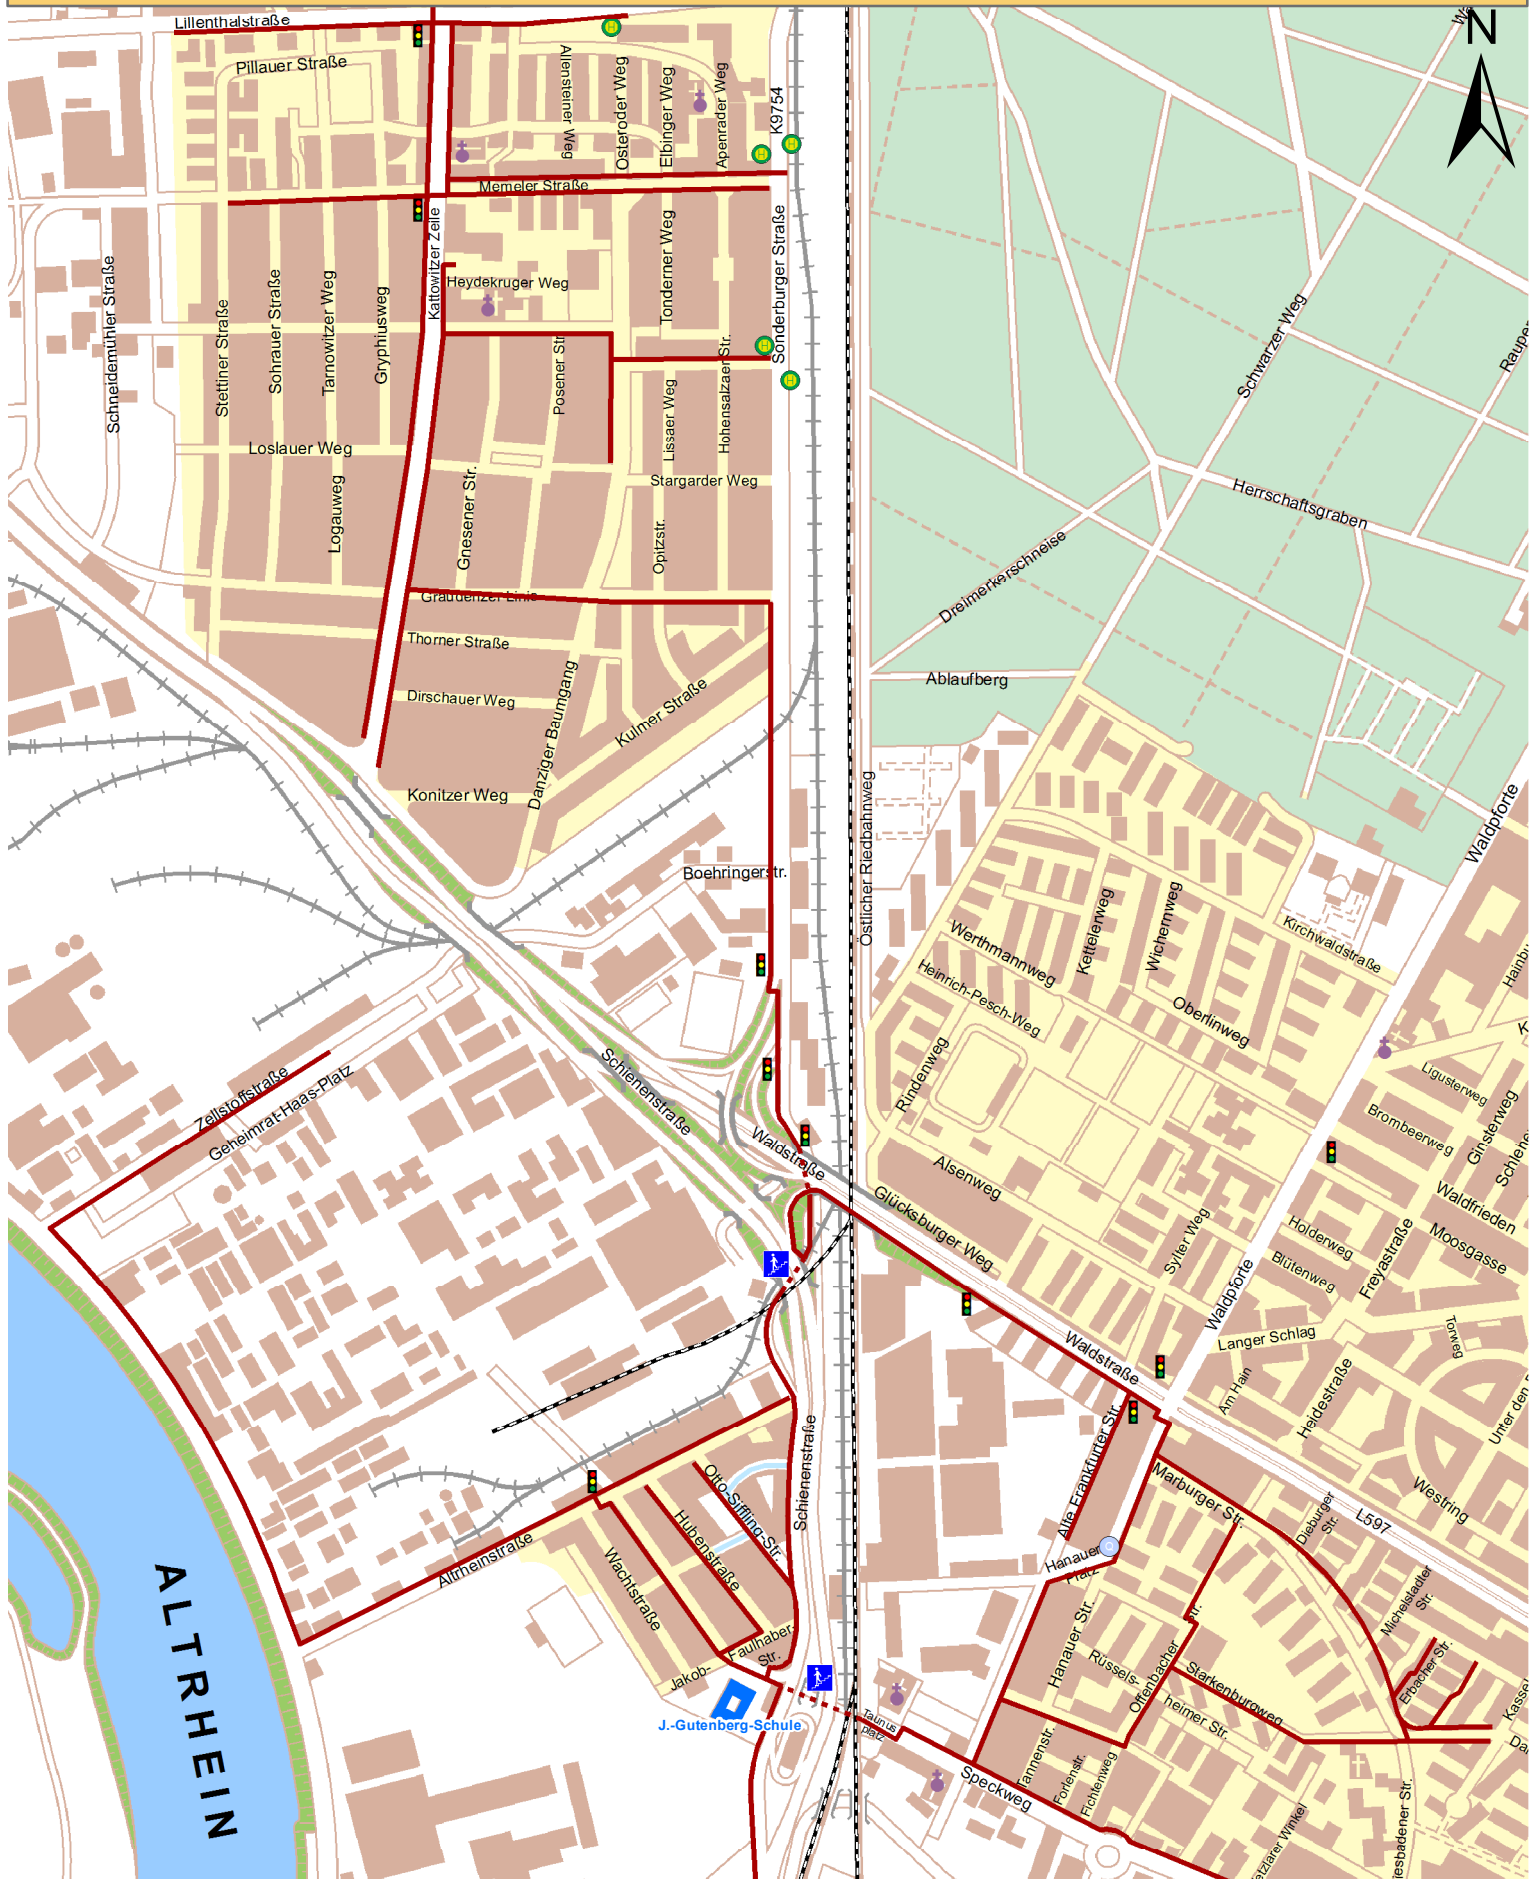 Lillenthalstraße
N
Pillauer Straße
Allensteiner Weg
Osteroder Weg
Elbinger Weg
Apenrader Weg
K9754
Memeler Straße
Kattowitzer Zeile
Heydekruger Weg
Tonderner Weg
Sonderburger Straße
Schneidemühler Straße
Stettiner Straße
Sohrauer Straße
Tarnowitzer Weg
Gryphiusweg
Posener Str
Lissaer Weg
Hohensalzaer Str.
Schwarzer Weg
Loslauer Weg
Logauweg
Gnesener Str.
Stargarder Weg
Opitzstr.
Herrschaftsgraben
Dreimerkerschneise
Graudenzer Linie
Thorner Straße
Dirschauer Weg
Danziger Baumgang
Kulmer Straße
Ablaufberg
Konitzer Weg
Östlicher Riedbahnweg
Waldpforte
Boehringerstr.
Werthmannweg
Kettelerweg
Wichernweg
Kirchwaldstraße
Heinrich-Pesch-Weg
Oberlinweg
Rindenweg
Zellstoffstraße
Geheimrat-Haas-Platz
Schienenstraße
Waldstraße
Alsenweg
Glücksburger Weg
Sylter Weg
Waldpforte
Ligusterweg
Brombeerweg
Ginsterweg
Waldfrieden
Moosgasse
Holderweg
Blütenweg
Freyastraße
Langer Schlag
Torweg
Am Hain
Heidestraße
Waldstraße
Westring
L597
Alte Frankfurter Str.
Marburger Str.
Dieburger
Str.
Schienenstraße
Otto-Siffling-Str.
Hubenstraße
Wachtstraße
Altrheinstraße
Hanauer
Platz
Michelstadter
Str.
Erbacher Str.
Hanauer Str.
Rüssels-
heimer Str.
Offenbacher
Str.
Starkenburgweg
Jakob-
Faulhaber-
Str.
J.-Gutenberg-Schule
Taunus
platz
Speckweg
Tannenstr.
Forlenstr.
Fichtenweg
ALTRHEIN